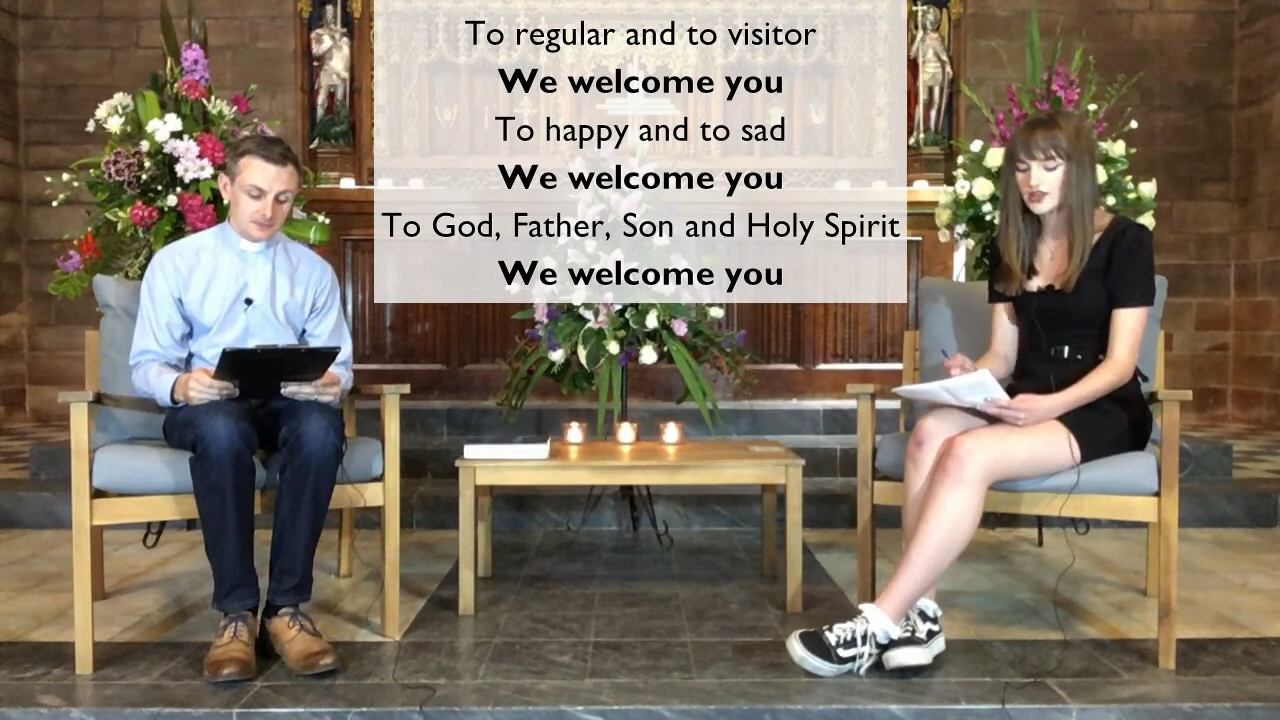 To regular and to visitor
We welcome you
To happy and to sad
We welcome you
To God, Father, Son and Holy Spirit
We welcome you